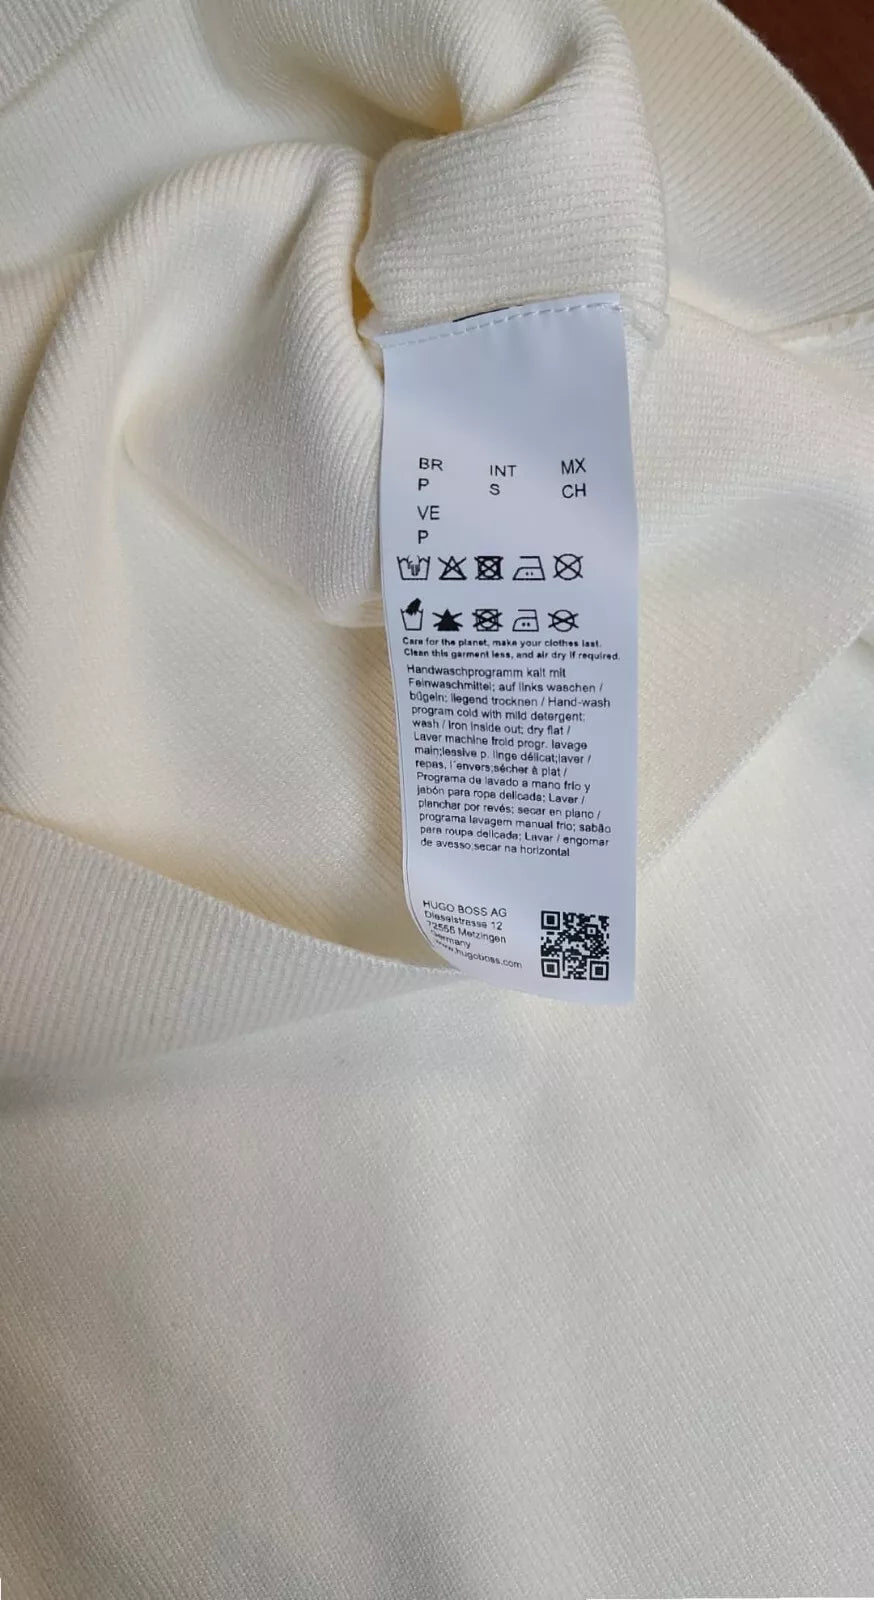 BR INT MX
P S CH
VE
P
Care for the planet, make your clothes last.
Clean this garment less, and air dry if required.
Handwaschprogramm kalt mit
Feinwaschmittel; auf links waschen /
bügeln; liegend trocknen / Hand-wash
program cold with mild detergent;
wash / iron inside out; dry flat /
Laver machine froid progr. lavage
main;lessive p. linge délicat;laver /
repas. l´envers;sécher à plat /
Programa de lavado a mano frio y
jabón para ropa delicada; Lavar /
planchar por revés; secar en plano /
programa lavagem manual frio; sabão
para roupa delicada; Lavar / engomar
de avesso;secar na horizontal
HUGO BOSS AG
Dieselstrasse 12
72555 Metzingen
Germany
www.hugoboss.com